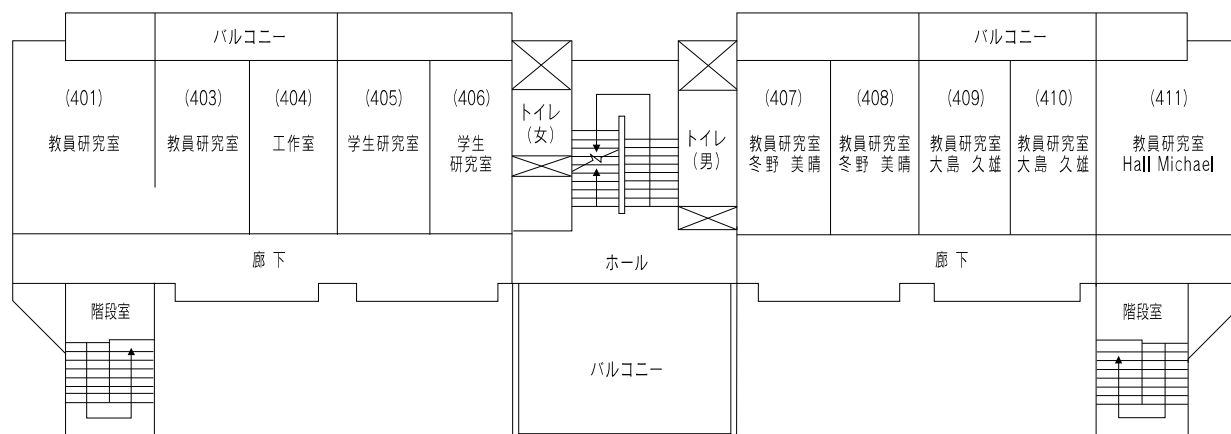 バルコニー
バルコニー
(401)
教員研究室
(403)
教員研究室
(404)
工作室
(405)
学生研究室
(406)
学生
研究室
トイレ
(女)
トイレ
(男)
(407)
教員研究室
冬野 美晴
(408)
教員研究室
冬野 美晴
(409)
教員研究室
大島 久雄
(410)
教員研究室
大島 久雄
(411)
教員研究室
Hall Michael
廊 下
ホール
廊 下
階段室
バルコニー
階段室